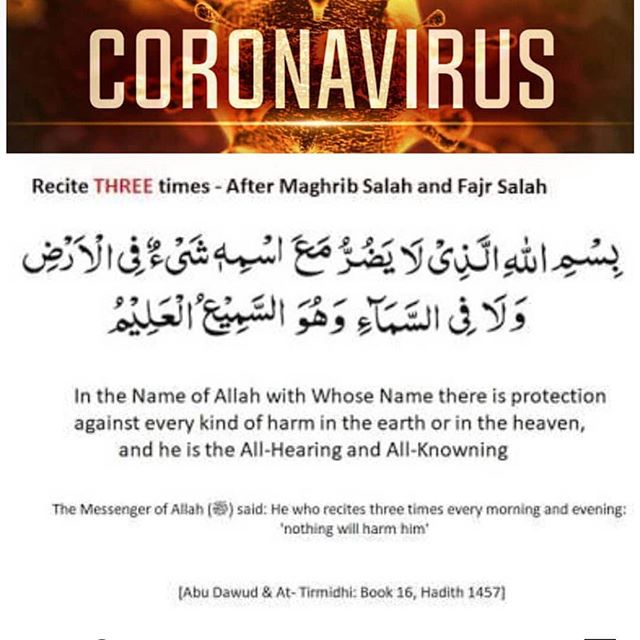 CORONAVIRUS
Recite THREE times - After Maghrib Salah and Fajr Salah
بِسْمِ اللهِ الَّذِیْ لَا یَضُرُّ مَعَ اسْمِهٖ شَیْءٌ فِی الْاَرْضِ
وَلَا فِی السَّمَآءِ وَهُوَ السَّمِیْعُ الْعَلِیْمُ
In the Name of Allah with Whose Name there is protection
against every kind of harm in the earth or in the heaven,
and he is the All-Hearing and All-Knowning
The Messenger of Allah (ﷺ) said: He who recites three times every morning and evening:
'nothing will harm him'
[Abu Dawud & At- Tirmidhi: Book 16, Hadith 1457]